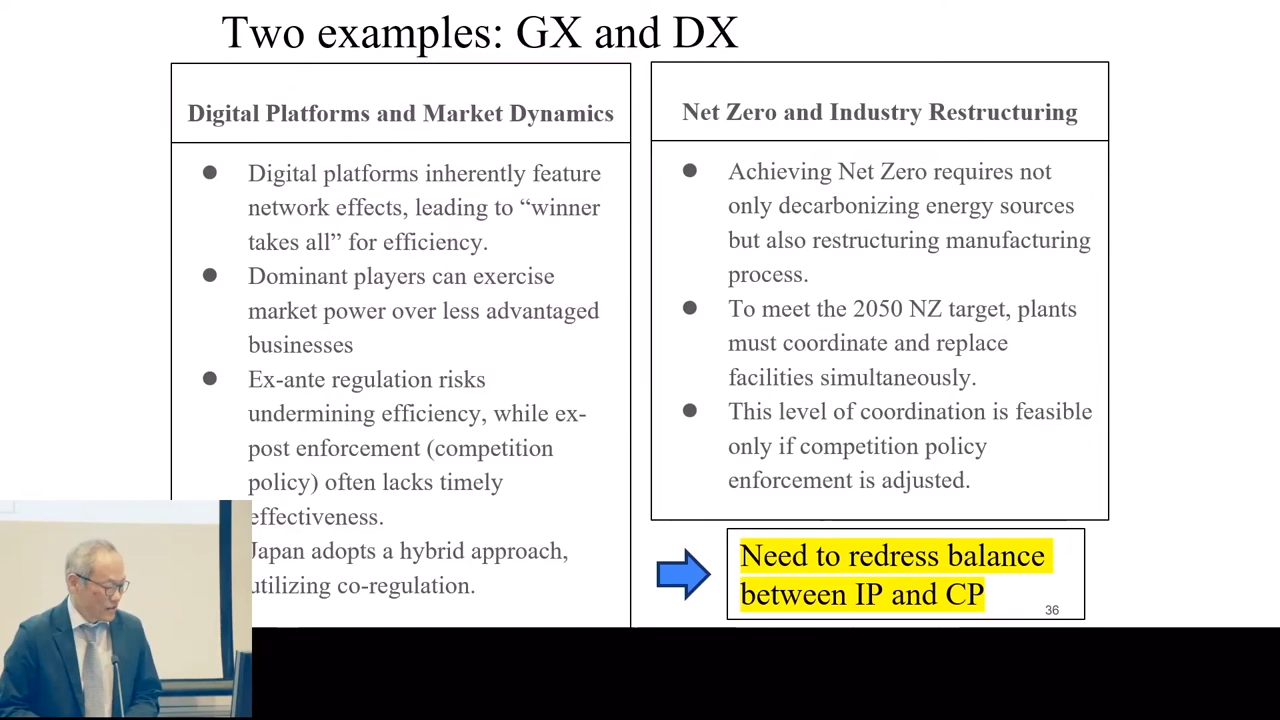 Two examples: GX and DX
Digital Platforms and Market Dynamics
● Digital platforms inherently feature
network effects, leading to “winner
takes all” for efficiency.
● Dominant players can exercise
market power over less advantaged
businesses
● Ex-ante regulation risks
undermining efficiency, while ex-
post enforcement (competition
policy) often lacks timely
effectiveness.
Japan adopts a hybrid approach,
utilizing co-regulation.
Net Zero and Industry Restructuring
● Achieving Net Zero requires not
only decarbonizing energy sources
but also restructuring manufacturing
process.
● To meet the 2050 NZ target, plants
must coordinate and replace
facilities simultaneously.
● This level of coordination is feasible
only if competition policy
enforcement is adjusted.
Need to redress balance
between IP and CP
36